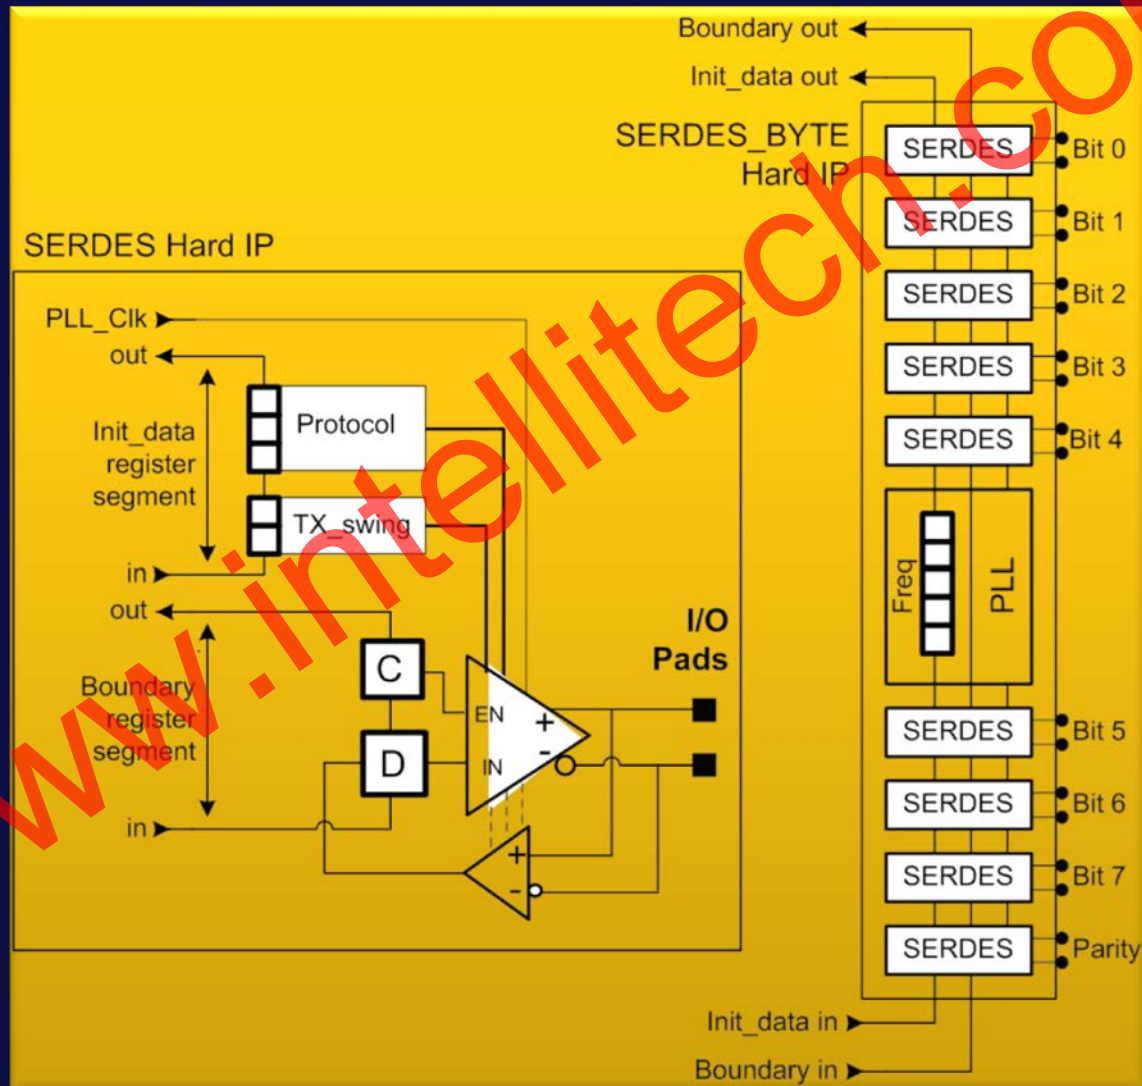 Boundary out
Init_data out
SERDES_BYTE
Hard IP
SERDES
Bit 0
SERDES
Bit 1
SERDES
Bit 2
SERDES
Bit 3
SERDES
Bit 4
Freq
PLL
SERDES
Bit 5
SERDES
Bit 6
SERDES
Bit 7
SERDES
Parity
Init_data in
Boundary in
SERDES Hard IP
PLL_Clk
out
Init_data
register
segment
Protocol
TX_swing
in
out
Boundary
register
segment
in
C
D
EN
IN
+
-
+
-
I/O
Pads
www.intellitech.com